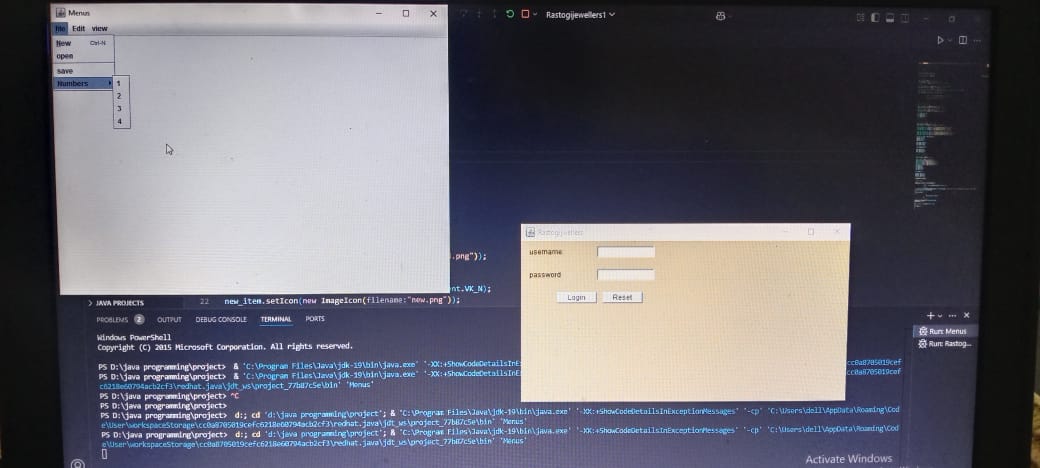 Menus
Rastogijewellers1
file Edit view
New Ctrl-N
open
save
Numbers
1
2
3
4
.png"));
nt.VK_N);
22 new_item.setIcon(new ImageIcon(filename:"new.png"));
Rastogijewellers
username
password
Login Reset
JAVA PROJECTS
PROBLEMS 2 OUTPUT DEBUG CONSOLE TERMINAL PORTS
Run: Menus
Run: Rastog...
Windows PowerShell
Copyright (C) 2015 Microsoft Corporation. All rights reserved.
PS D:\java programming\project> & 'C:\Program Files\Java\jdk-19\bin\java.exe' '-XX:+ShowCodeDetailsInE
PS D:\java programming\project> & 'C:\Program Files\Java\jdk-19\bin\java.exe' '-XX:+ShowCodeDetailsInE
c6218e60794acb2cf3\redhat.java\jdt_ws\project_77b87c5e\bin' 'Menus'
PS D:\java programming\project> ^C
PS D:\java programming\project>
PS D:\java programming\project> d:; cd 'd:\java programming\project'; & 'C:\Program Files\Java\jdk-19\bin\java.exe' '-XX:+ShowCodeDetailsInExceptionMessages' '-cp' 'C:\Users\dell\AppData\Roaming\Cod
e\User\workspaceStorage\cc0a8705019cefc6218e60794acb2cf3\redhat.java\jdt_ws\project_77b87c5e\bin' 'Menus'
PS D:\java programming\project> d:; cd 'd:\java programming\project'; & 'C:\Program Files\Java\jdk-19\bin\java.exe' '-XX:+ShowCodeDetailsInExceptionMessages' '-cp' 'C:\Users\dell\AppData\Roaming\Cod
e\User\workspaceStorage\cc0a8705019cefc6218e60794acb2cf3\redhat.java\jdt_ws\project_77b87c5e\bin' 'Menus'
cc0a8705019cef
cc0a8705019cef
Activate Windows